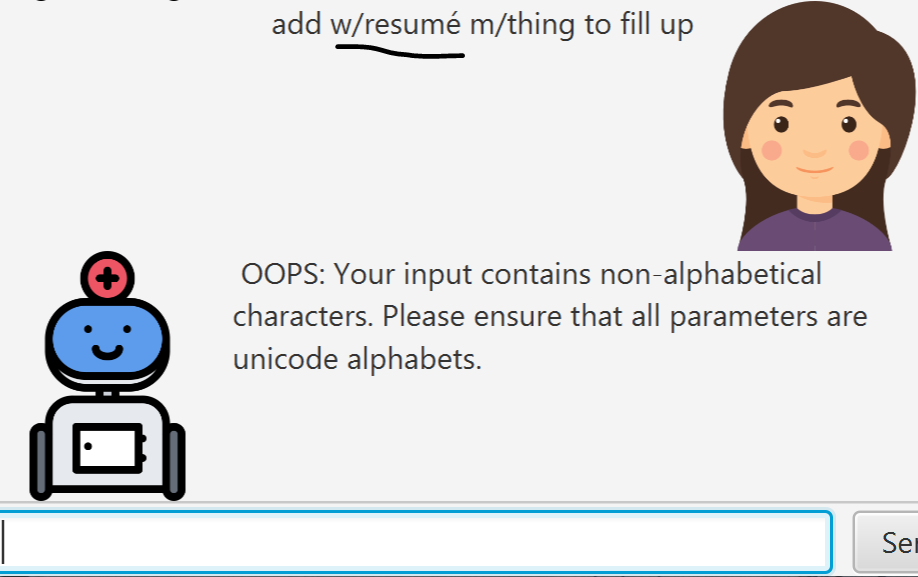 add w/resumé m/thing to fill up
OOPS: Your input contains non-alphabetical
characters. Please ensure that all parameters are
unicode alphabets.